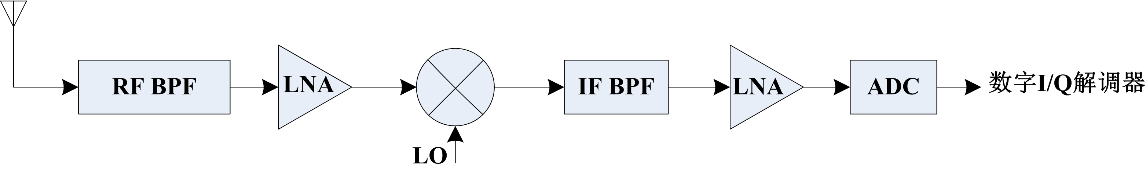 RF BPF
LNA
LO
IF BPF
LNA
ADC
数字I/Q解调器